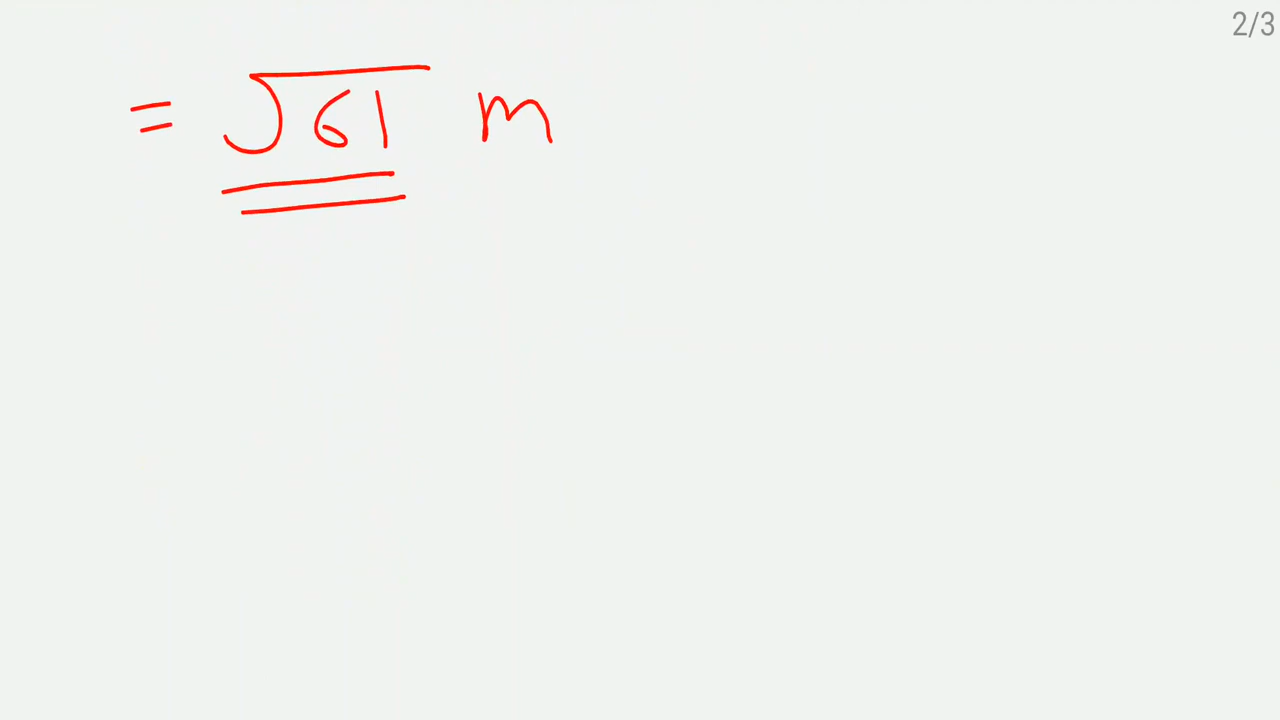 2/3
= √61 m